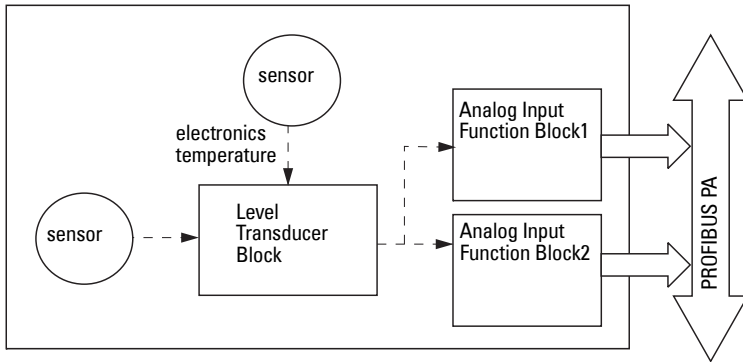 sensor
electronics
temperature
Analog Input
Function Block1
sensor
Level
Transducer
Block
Analog Input
Function Block2
PROFIBUS PA